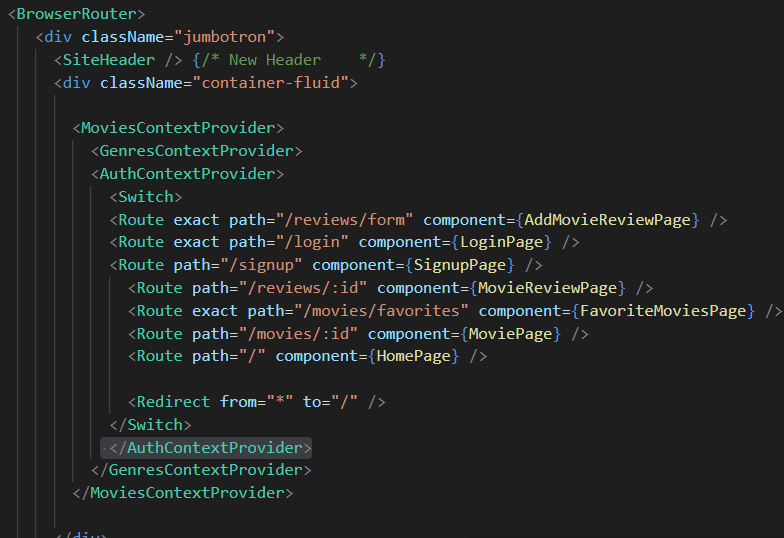 <BrowserRouter>
<div className="jumbotron">
<SiteHeader /> {/* New Header    */}
<div className="container-fluid">
<MoviesContextProvider>
<GenresContextProvider>
<AuthContextProvider>
<Switch>
<Route exact path="/reviews/form" component={AddMovieReviewPage} />
<Route exact path="/login" component={LoginPage} />
<Route path="/signup" component={SignupPage} />
<Route path="/reviews/:id" component={MovieReviewPage} />
<Route exact path="/movies/favorites" component={FavoriteMoviesPage} />
<Route path="/movies/:id" component={MoviePage} />
<Route path="/" component={HomePage} />
<Redirect from="*" to="/" />
</Switch>
</AuthContextProvider>
</GenresContextProvider>
</MoviesContextProvider>
</div>